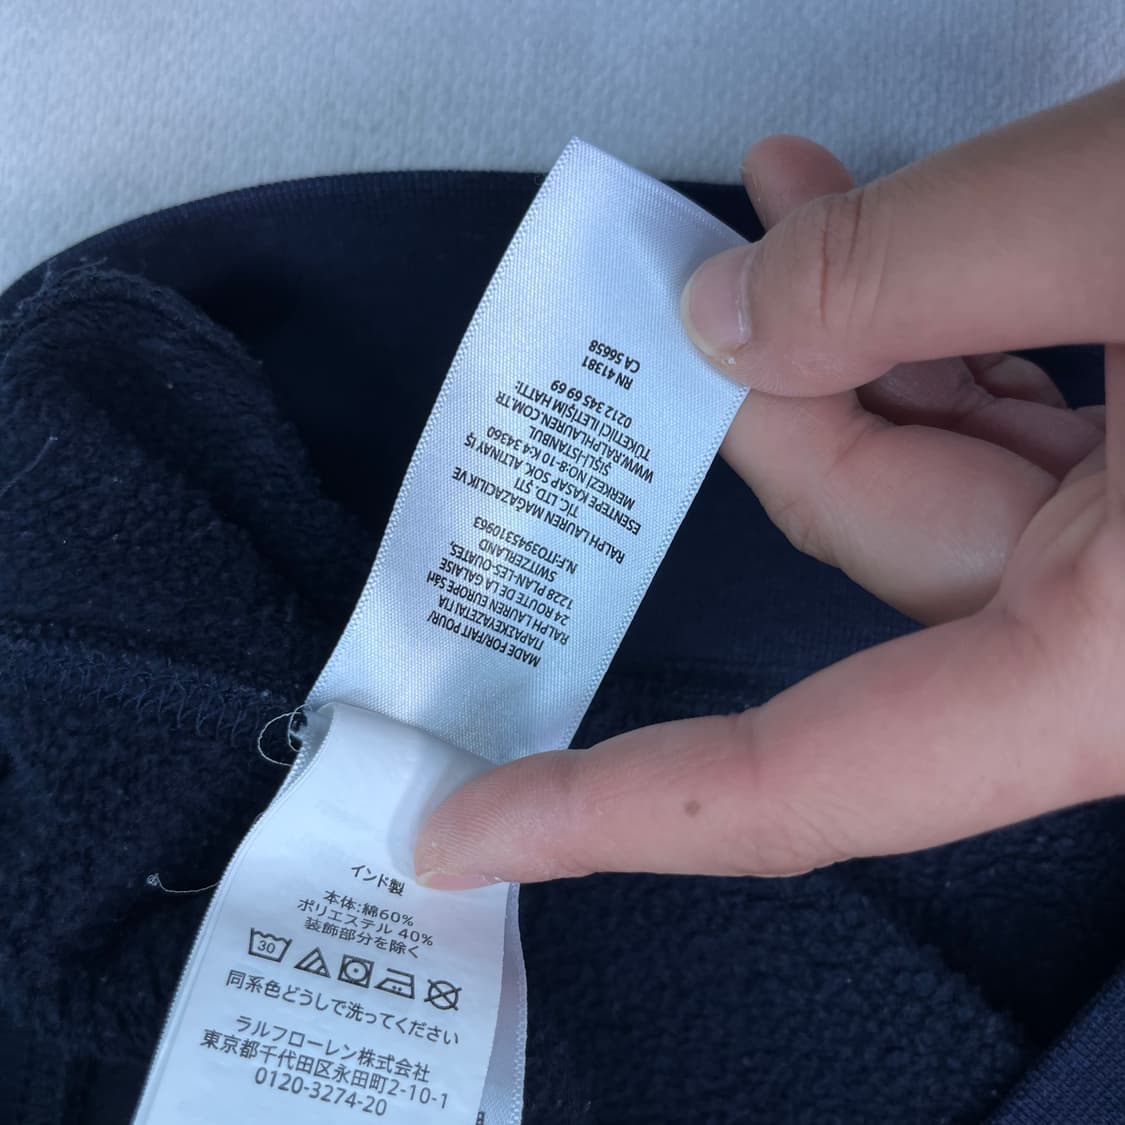 MADE FOR/FAIT POUR/
ΠΑΡΑΣΚΕΥΑΖΕΤΑΙ ΓΙΑ
RALPH LAUREN EUROPE Sàrl
24 ROUTE DE LA GALAISE
1228 PLAN-LES-OUATES,
SWITZERLAND
N.F:IT03945310963
RALPH LAUREN MAĞAZACILIK VE
TİC. LTD. ŞTİ
ESENTEPE KASAP SOK. ALTINAY İŞ
MERKEZİ NO:8-10 K:4 34360
ŞİŞLİ-İSTANBUL
WWW.RALPHLAUREN.COM.TR
TÜKETİCİ İLETİŞİM HATTI:
0212 345 69 69
RN 41381
CA 56658
インド製
本体:綿60%
ポリエステル 40%
装飾部分を除く
30
同系色どうしで洗ってください
ラルフローレン株式会社
東京都千代田区永田町2-10-1
0120-3274-20